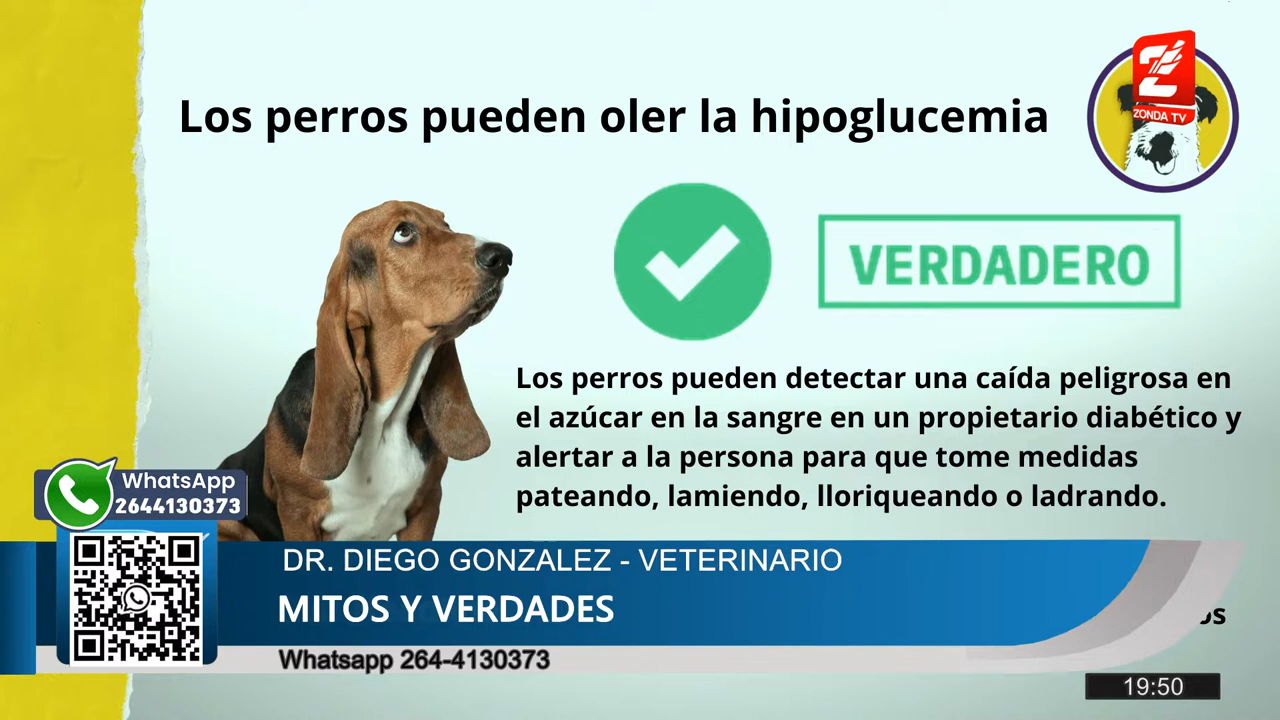 Los perros pueden oler la hipoglucemia
ZONDA TV
VERDADERO
Los perros pueden detectar una caída peligrosa en
el azúcar en la sangre en un propietario diabético y
alertar a la persona para que tome medidas
pateando, lamiendo, lloriqueando o ladrando.
WhatsApp
2644130373
DR. DIEGO GONZALEZ - VETERINARIO
MITOS Y VERDADES
Whatsapp 264-4130373
19:50